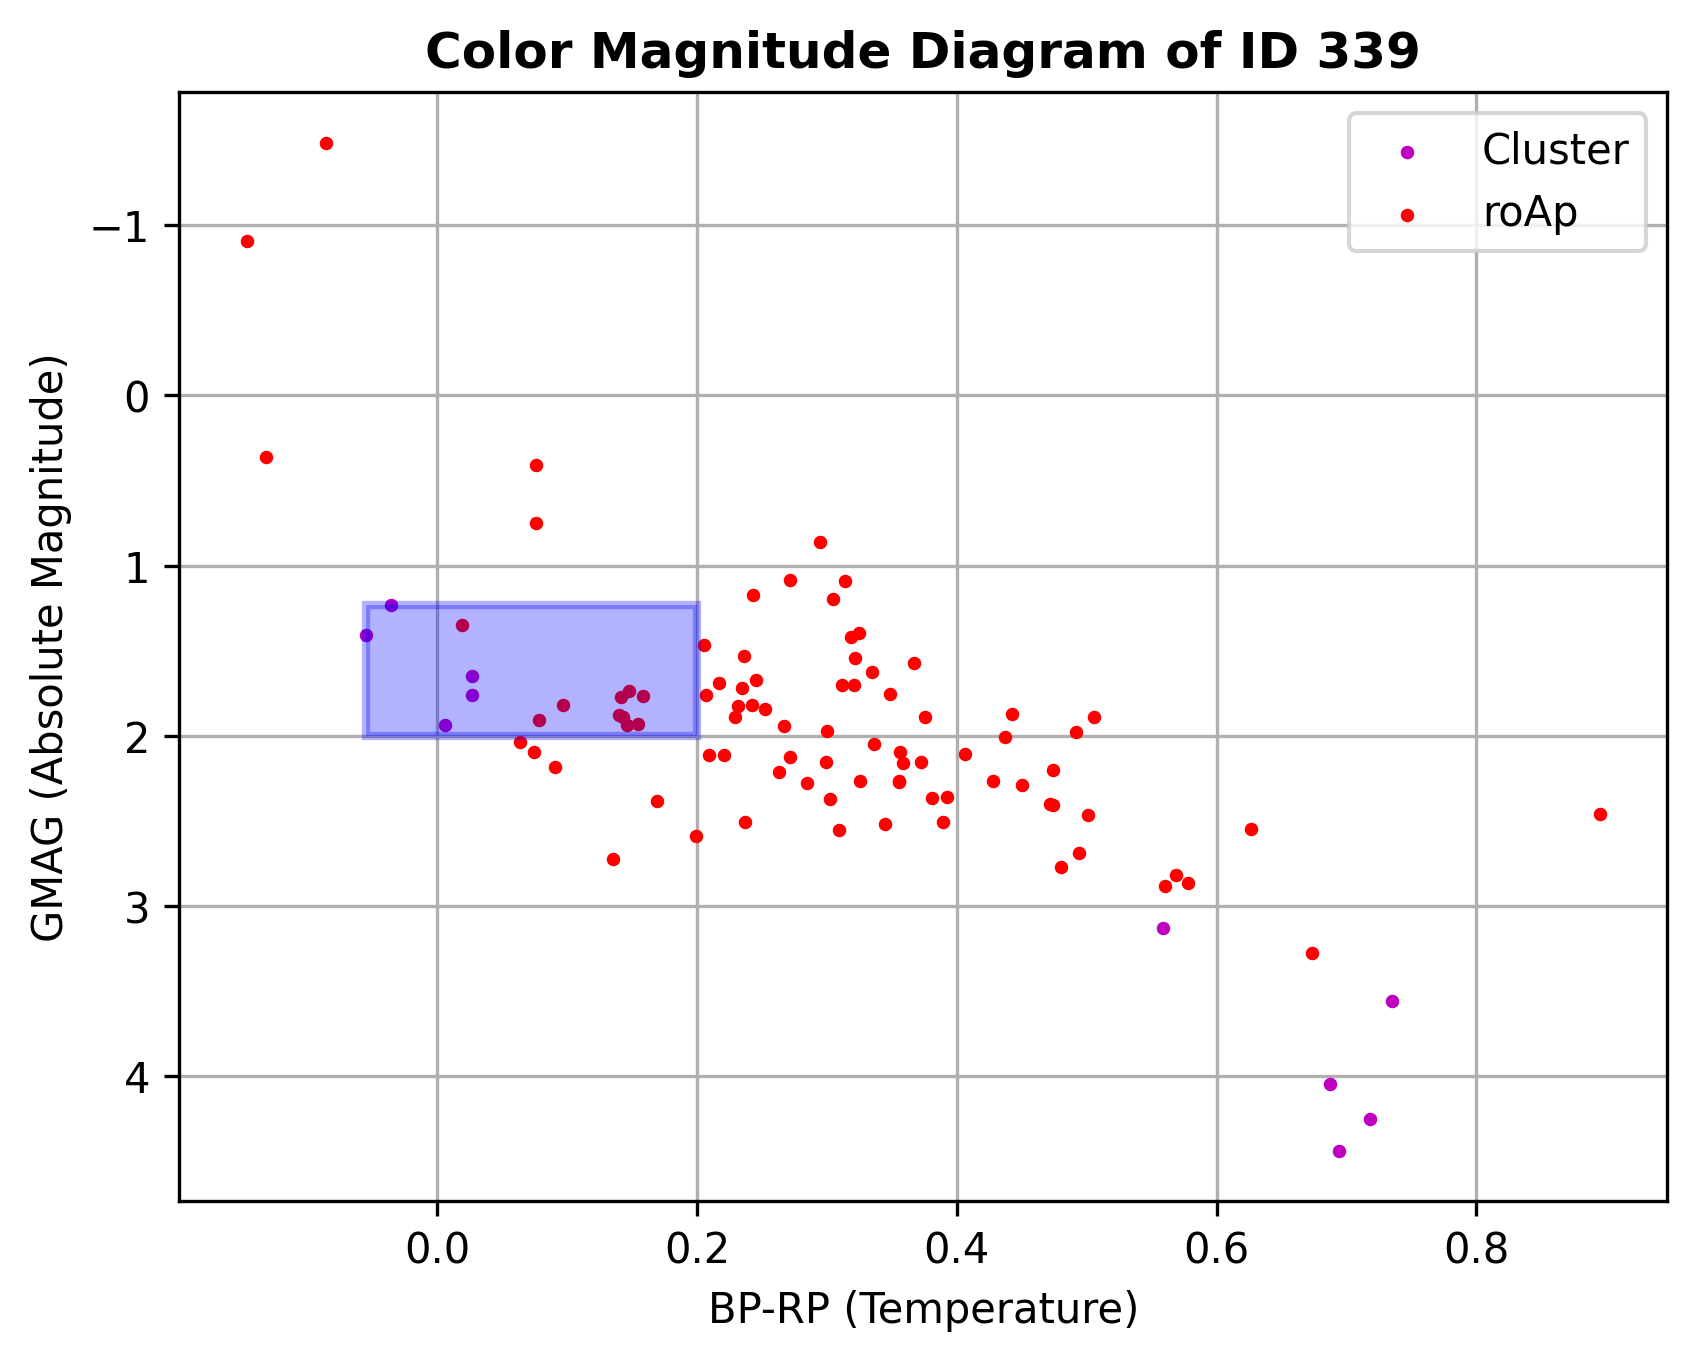 Color Magnitude Diagram of ID 339
Cluster
roAp
GMAG (Absolute Magnitude)
−1
0
1
2
3
4
0.0 0.2 0.4 0.6 0.8
BP-RP (Temperature)